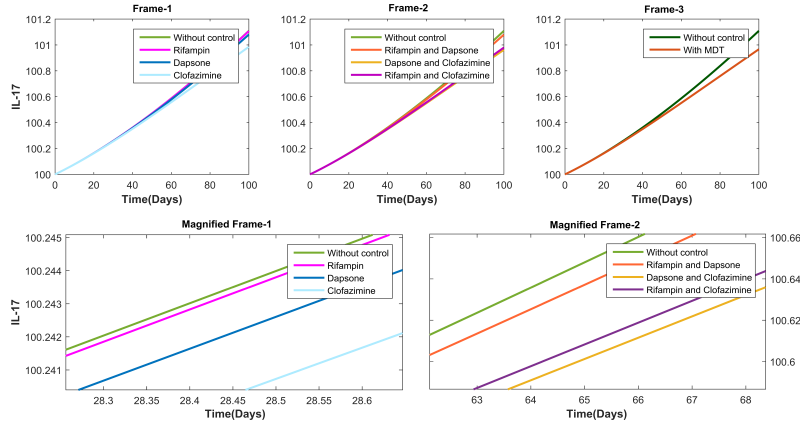 Frame-1
101.2
101
100.8
100.6
100.4
100.2
100
IL-17
0 20 40 60 80 100
Time(Days)
Without control
Rifampin
Dapsone
Clofazimine
Frame-2
101.2
101
100.8
100.6
100.4
100.2
0 20 40 60 80 100
Time(Days)
Without control
Rifampin and Dapsone
Dapsone and Clofazimine
Rifampin and Clofazimine
Frame-3
101.2
101
100.8
100.6
100.4
100.2
100
0 20 40 60 80 100
Time(Days)
Without control
With MDT
Magnified Frame-1
100.245
100.244
100.243
100.242
100.241
IL-17
28.3 28.35 28.4 28.45 28.5 28.55 28.6
Time(Days)
Without control
Rifampin
Dapsone
Clofazimine
Magnified Frame-2
100.66
100.64
100.62
100.6
63 64 65 66 67 68
Time(Days)
Without control
Rifampin and Dapsone
Dapsone and Clofazimine
Rifampin and Clofazimine